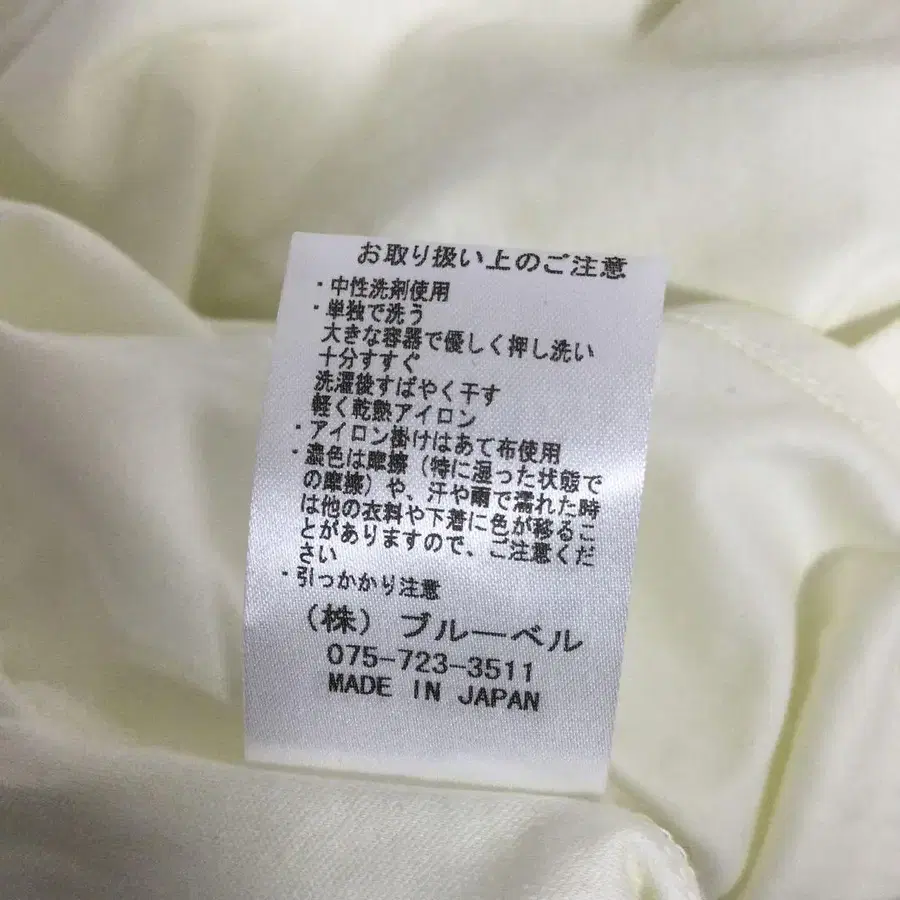 お取り扱い上のご注意
・中性洗剤使用
・単独で洗う
大きな容器で優しく押し洗い
十分すすぐ
洗濯後すばやく干す
軽く乾熱アイロン
・アイロン掛けはあて布使用
・濃色は摩擦(特に湿った状態で
の摩擦)や、汗や雨で濡れた時
は他の衣料や下着に色が移るこ
とがありますので、ご注意くだ
さい
・引っかかり注意
(株)ブルーベル
075-723-3511
MADE IN JAPAN